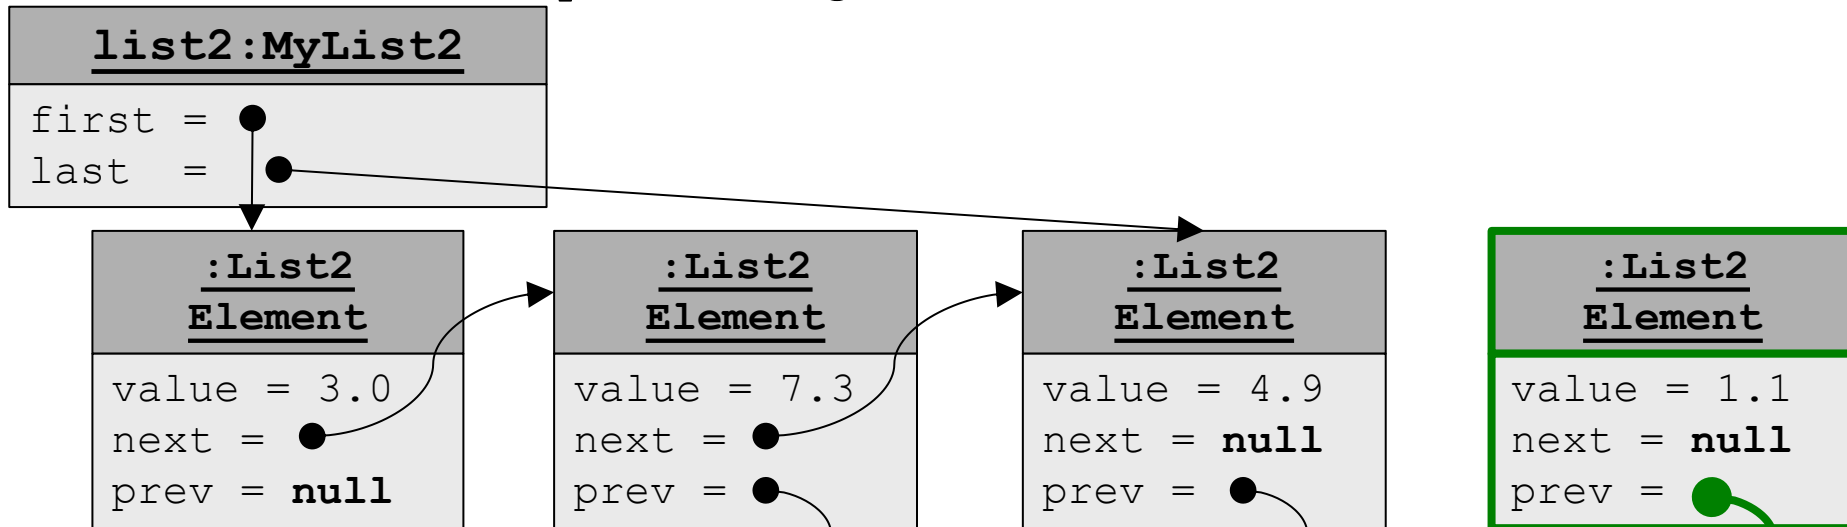 list2:MyList2
first =
last =
:List2
Element
value = 3.0
next =
prev = null
:List2
Element
value = 7.3
next =
prev =
:List2
Element
value = 4.9
next = null
prev =
:List2
Element
value = 1.1
next = null
prev =